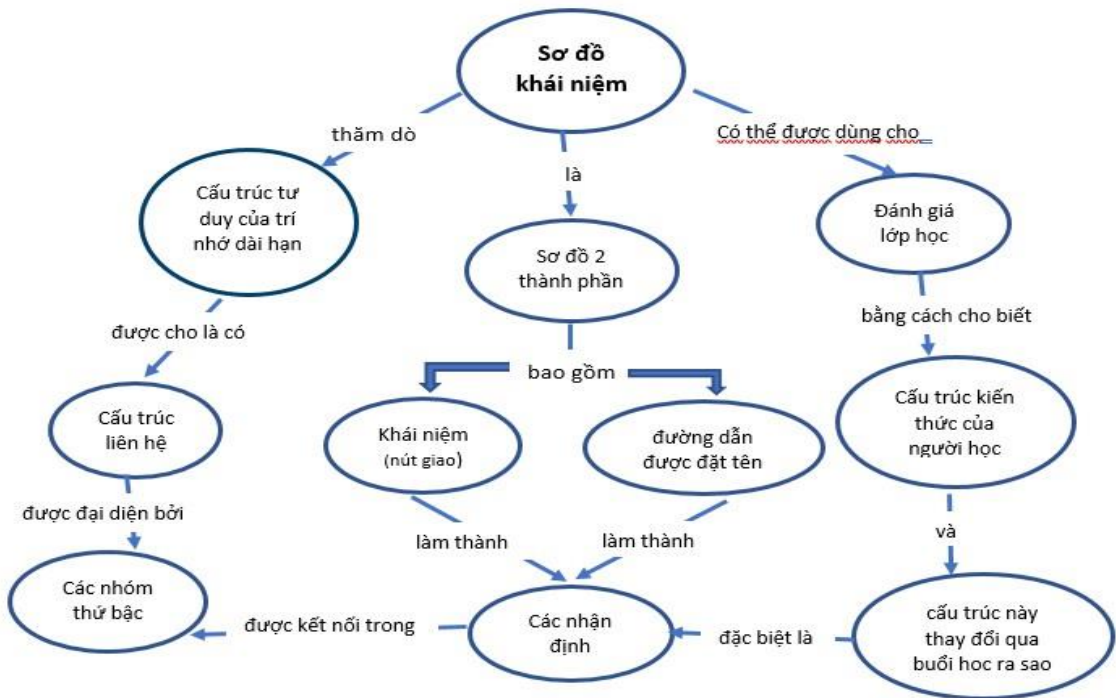 Sơ đồ
khái niệm
thăm dò
là
Có thể được dùng cho
Cấu trúc tư
duy của trí
nhớ dài hạn
Sơ đồ 2
thành phần
Đánh giá
lớp học
được cho là có
bao gồm
bằng cách cho biết
Cấu trúc
liên hệ
Khái niệm
(nút giao)
đường dẫn
được đặt tên
Cấu trúc kiến
thức của
người học
được đại diện bởi
làm thành
làm thành
và
Các nhóm
thứ bậc
được kết nối trong
Các nhận
định
đặc biệt là
cấu trúc này
thay đổi qua
buổi học ra sao